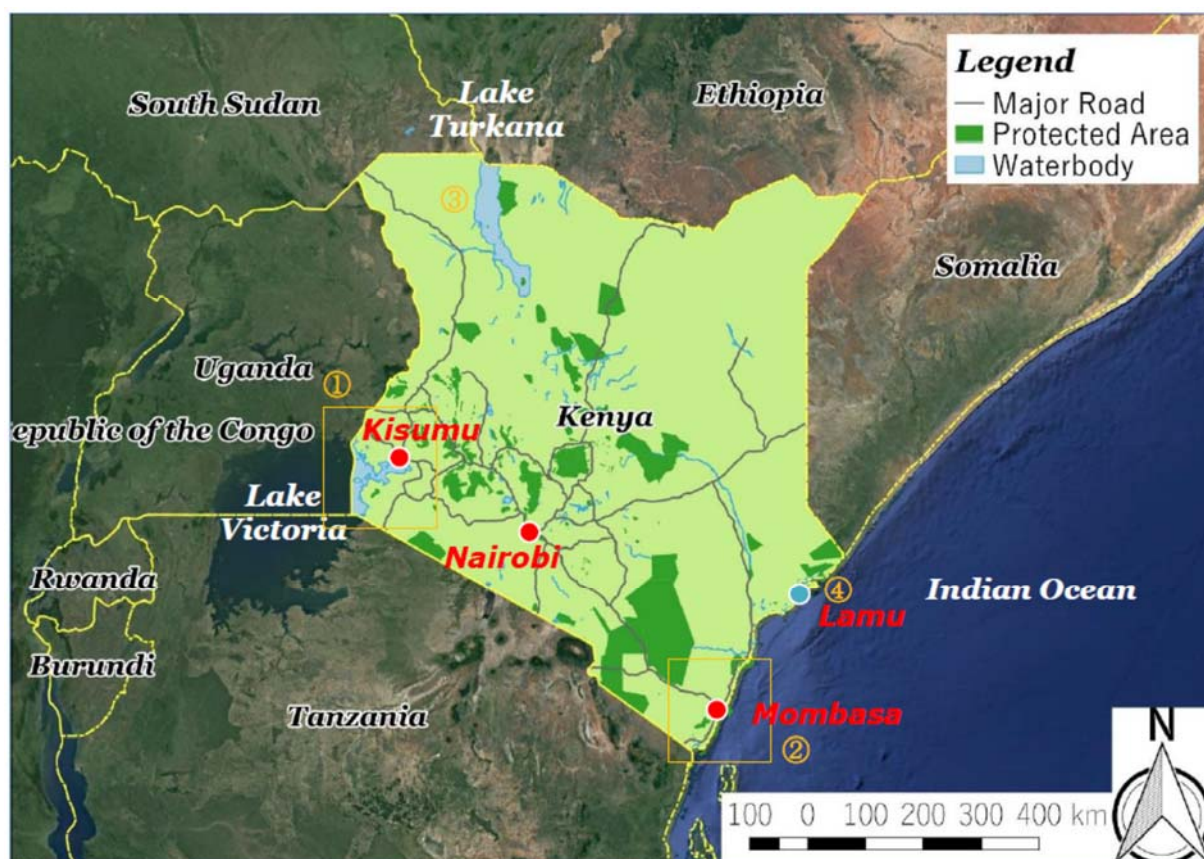 Legend
Major Road
Protected Area
Waterbody
South Sudan
Lake
Turkana
Ethiopia
③
Somalia
Uganda
①
epublic of the Congo
Kisumu
Kenya
Lake
Victoria
Nairobi
Rwanda
Indian Ocean
④
Lamu
Burundi
Tanzania
Mombasa
②
N
100 0 100 200 300 400 km